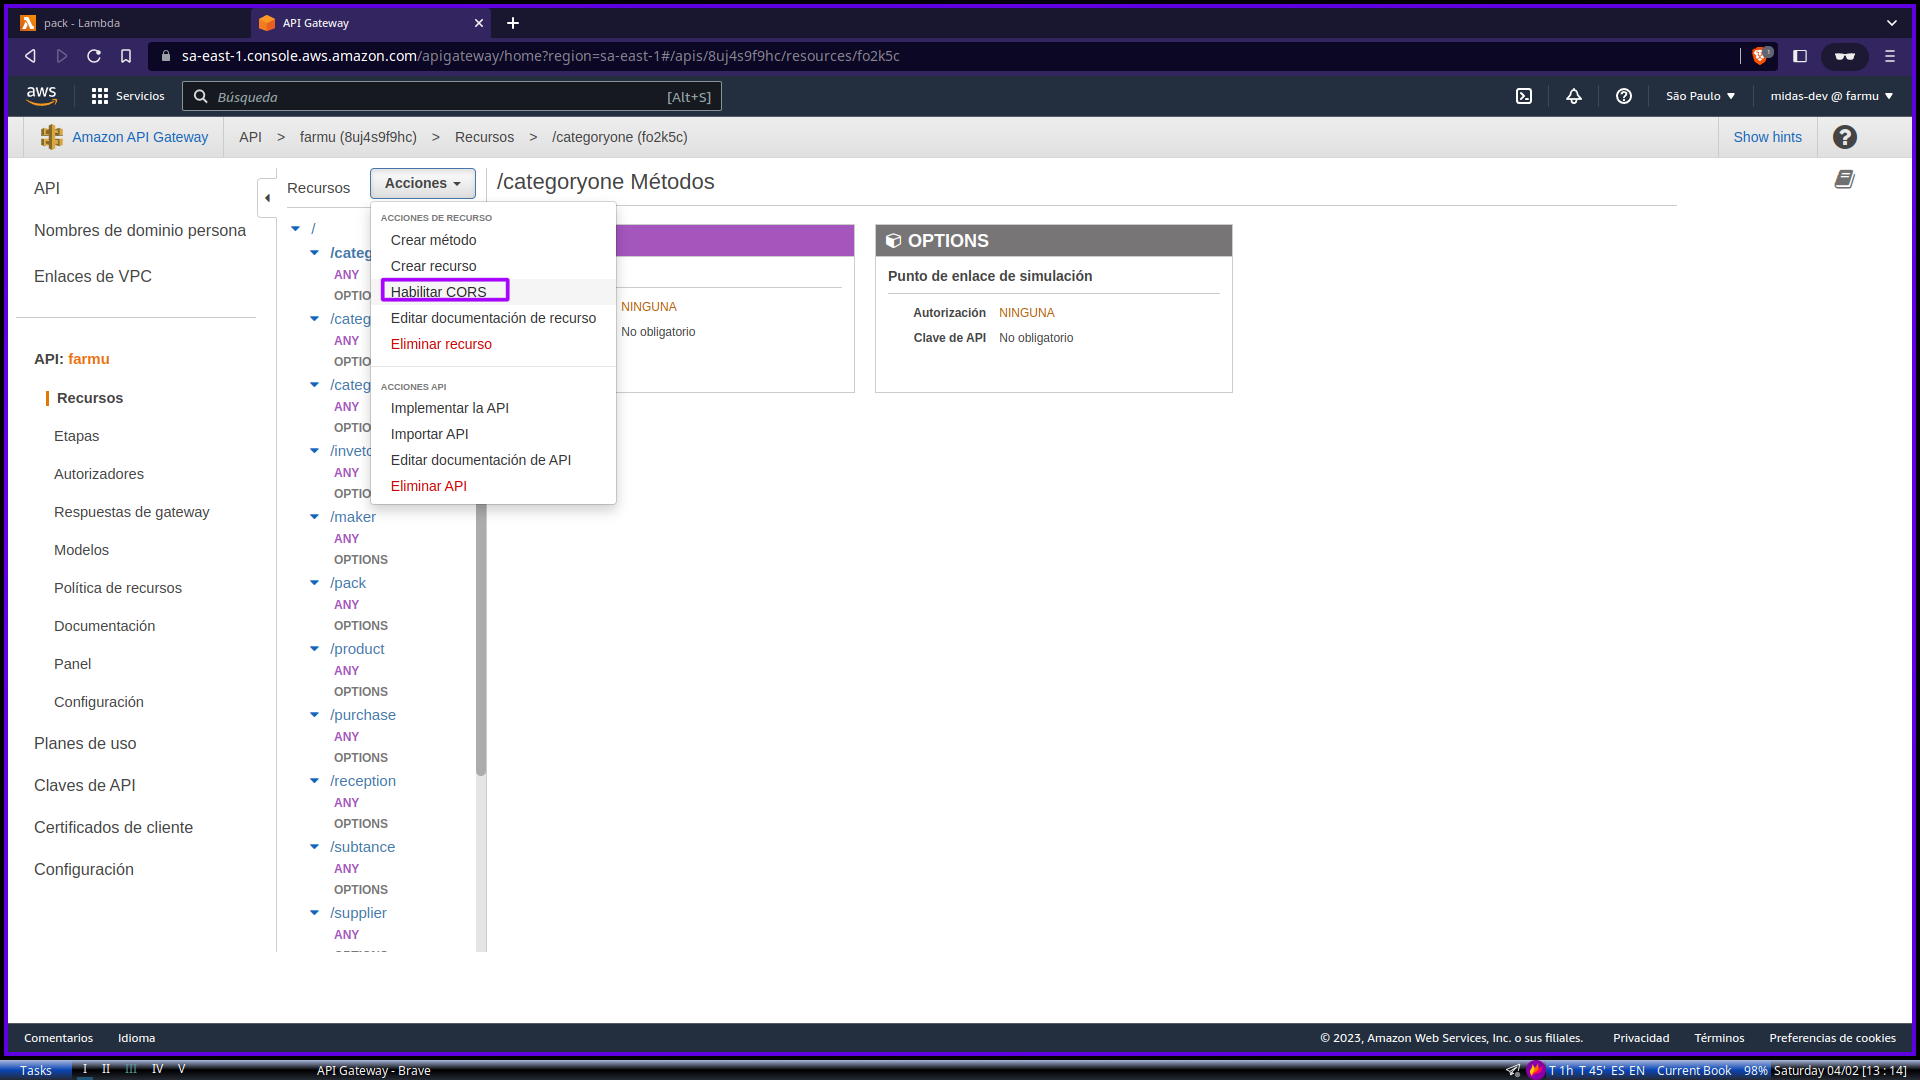 pack - Lambda
API Gateway
sa-east-1.console.aws.amazon.com/apigateway/home?region=sa-east-1#/apis/8uj4s9f9hc/resources/fo2k5c
aws
Servicios
Búsqueda
[Alt+S]
São Paulo
midas-dev @ farmu
Amazon API Gateway
API > farmu (8uj4s9f9hc) > Recursos > /categoryone (fo2k5c)
Show hints
API
Nombres de dominio persona
Enlaces de VPC
API: farmu
Recursos
Etapas
Autorizadores
Respuestas de gateway
Modelos
Política de recursos
Documentación
Panel
Configuración
Planes de uso
Claves de API
Certificados de cliente
Configuración
Recursos
Acciones
/
/categ
ANY
OPTIO
/categ
ANY
OPTIO
/categ
ANY
OPTIO
/inveto
ANY
OPTIO
/maker
ANY
OPTIONS
/pack
ANY
OPTIONS
/product
ANY
OPTIONS
/purchase
ANY
OPTIONS
/reception
ANY
OPTIONS
/subtance
ANY
OPTIONS
/supplier
ANY
ACCIONES DE RECURSO
Crear método
Crear recurso
Habilitar CORS
Editar documentación de recurso
Eliminar recurso
ACCIONES API
Implementar la API
Importar API
Editar documentación de API
Eliminar API
/categoryone Métodos
NINGUNA
No obligatorio
OPTIONS
Punto de enlace de simulación
Autorización NINGUNA
Clave de API No obligatorio
Comentarios
Idioma
© 2023, Amazon Web Services, Inc. o sus filiales.
Privacidad
Términos
Preferencias de cookies
Tasks
I II III IV V
API Gateway - Brave
T 1h T 45' ES EN Current Book 98% Saturday 04/02 [13 : 14]